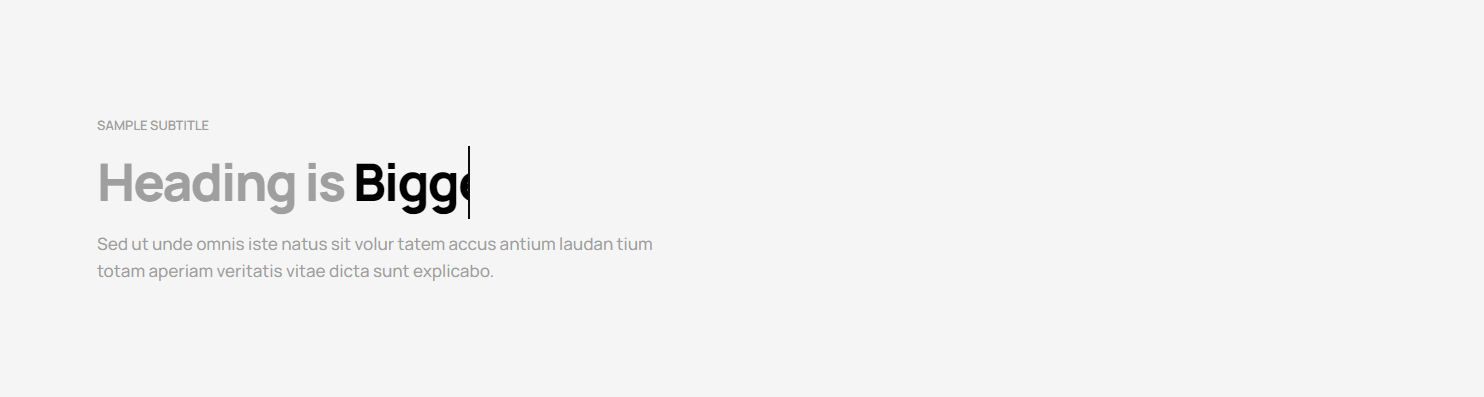 SAMPLE SUBTITLE
Heading is Bigge
Sed ut unde omnis iste natus sit volur tatem accus antium laudan tium
totam aperiam veritatis vitae dicta sunt explicabo.